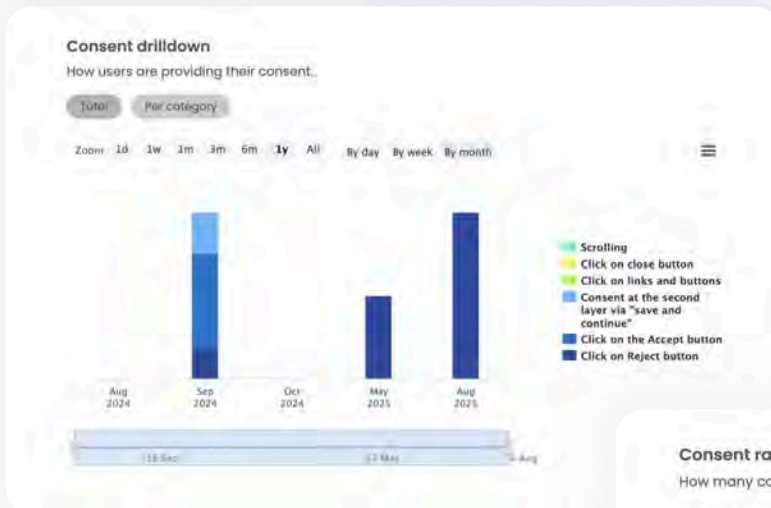 Consent drilldown
How users are providing their consent.
Total Per category
Zoom 1d 1w 1m 3m 6m 1y All By day By week By month
Scrolling
Click on close button
Click on links and buttons
Consent at the second
layer via "save and
continue"
Click on the Accept button
Click on Reject button
Aug Sep Oct May Aug
2024 2024 2024 2025 2025
Aug
Consent ra
How many co